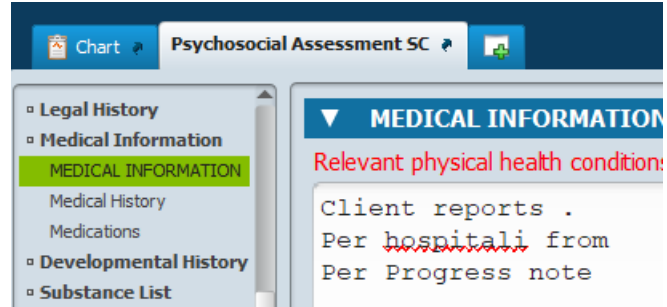 Chart
Psychosocial Assessment SC
Legal History
Medical Information
MEDICAL INFORMATION
Medical History
Medications
Developmental History
Substance List
▼ MEDICAL INFORMATION
Relevant physical health conditions
Client reports .
Per hospitali from
Per Progress note